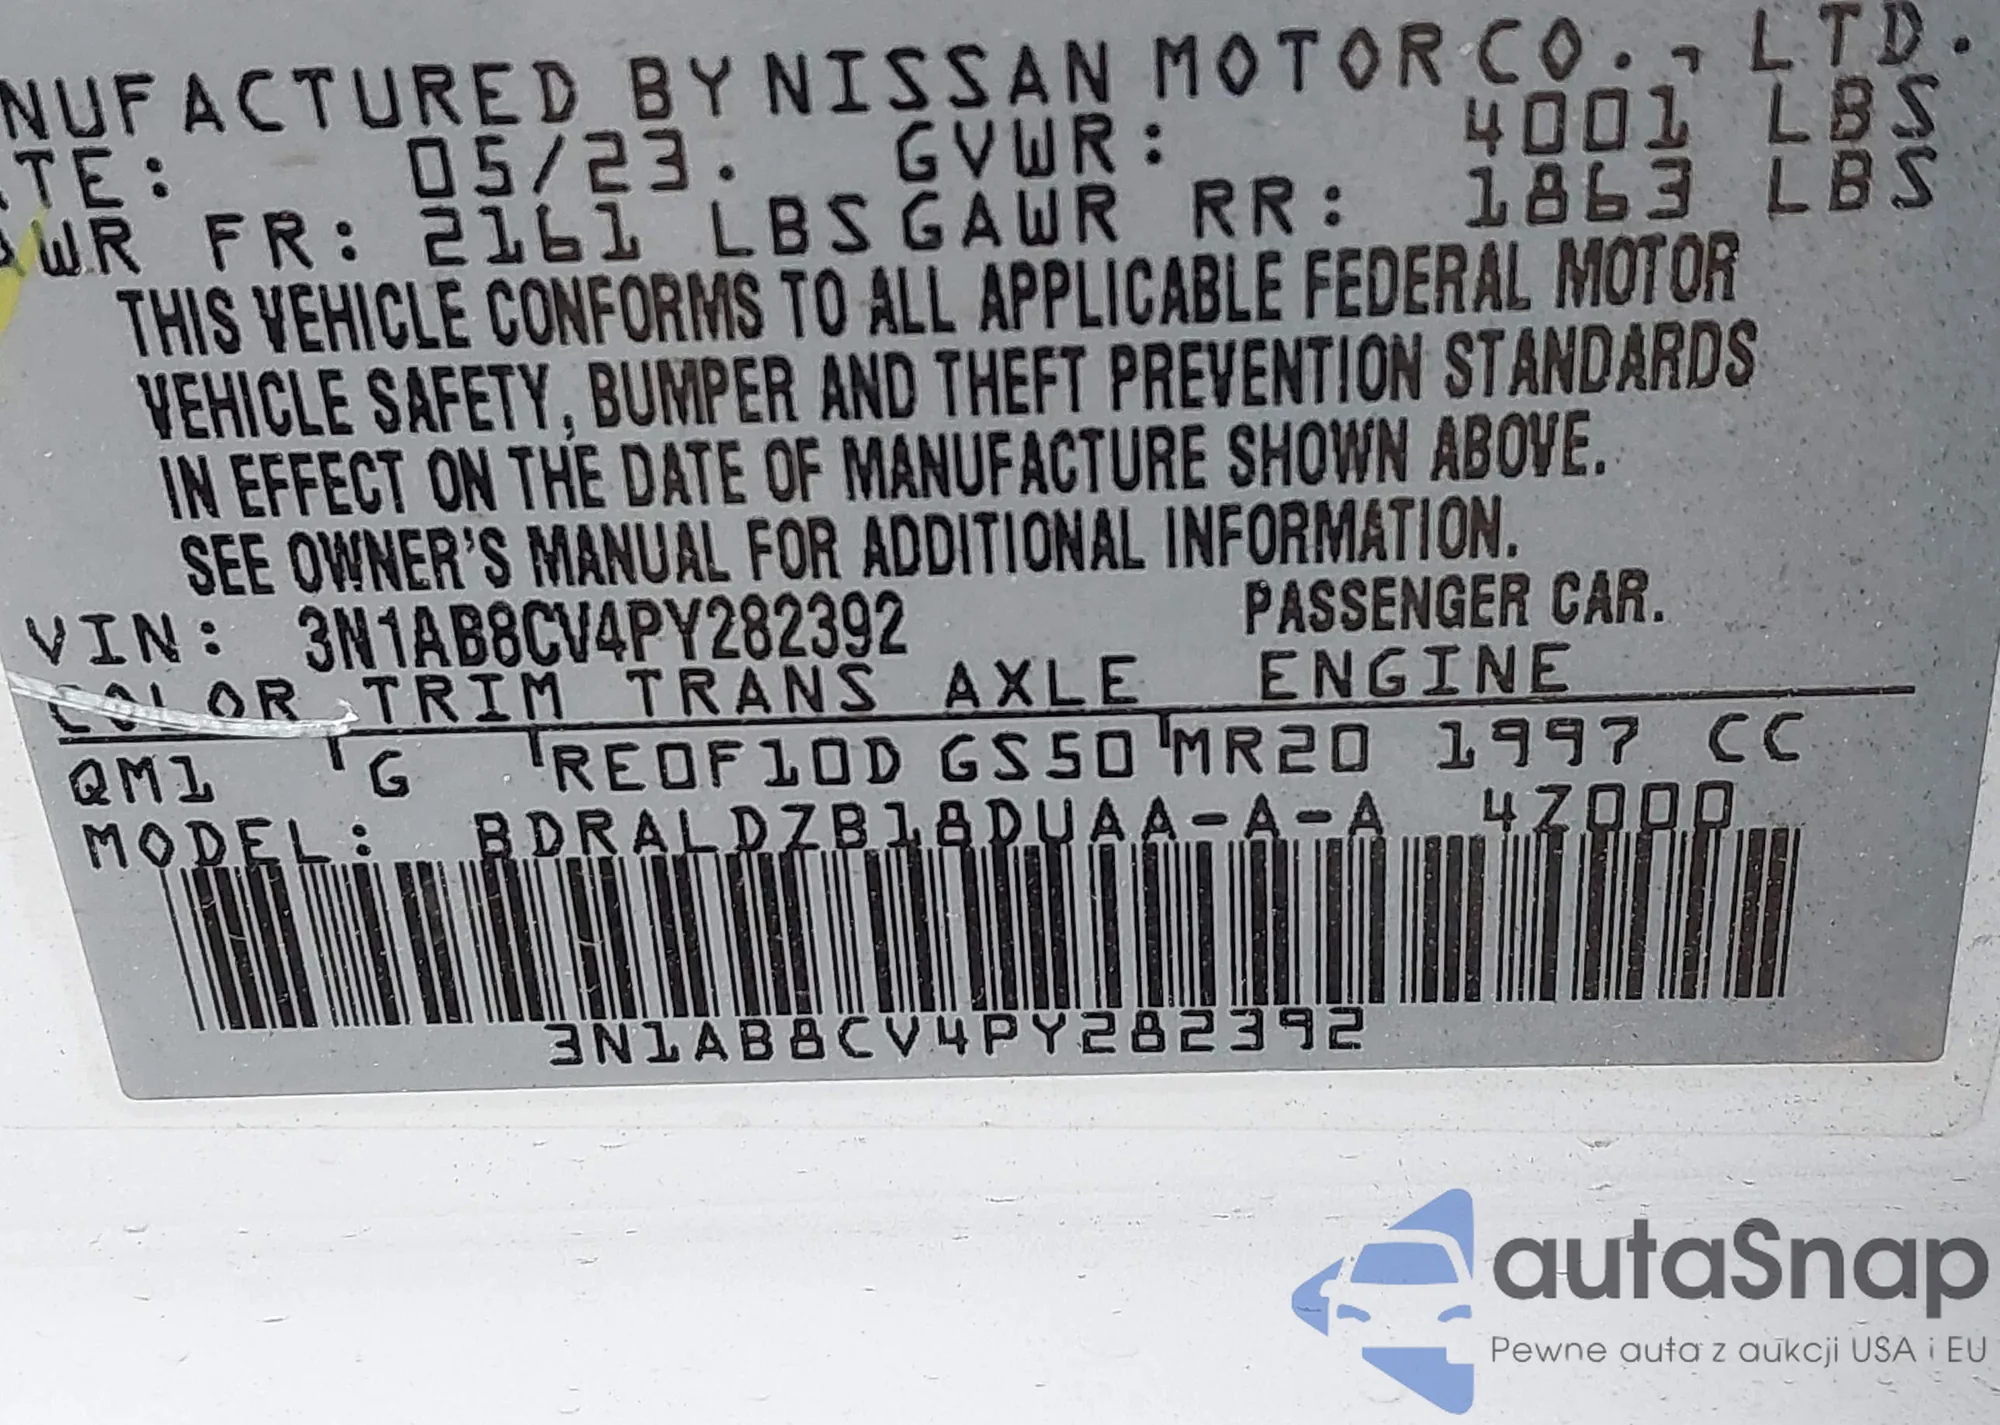 NUFACTURED BY NISSAN MOTOR CO., LTD.
TE: 05/23. GVWR: 4001 LBS
WR FR: 2161 LBS GAWR RR: 1863 LBS
THIS VEHICLE CONFORMS TO ALL APPLICABLE FEDERAL MOTOR
VEHICLE SAFETY, BUMPER AND THEFT PREVENTION STANDARDS
IN EFFECT ON THE DATE OF MANUFACTURE SHOWN ABOVE.
SEE OWNER'S MANUAL FOR ADDITIONAL INFORMATION.
VIN: 3N1AB8CV4PY282392 PASSENGER CAR.
COLOR TRIM TRANS AXLE ENGINE
QM1 G RE0F10D GS50 MR20 1997 CC
MODEL: BDRALDZB18DUAA-A-A 4Z000
3N1AB8CV4PY282392
autaSnap
Pewne auta z aukcji USA i EU